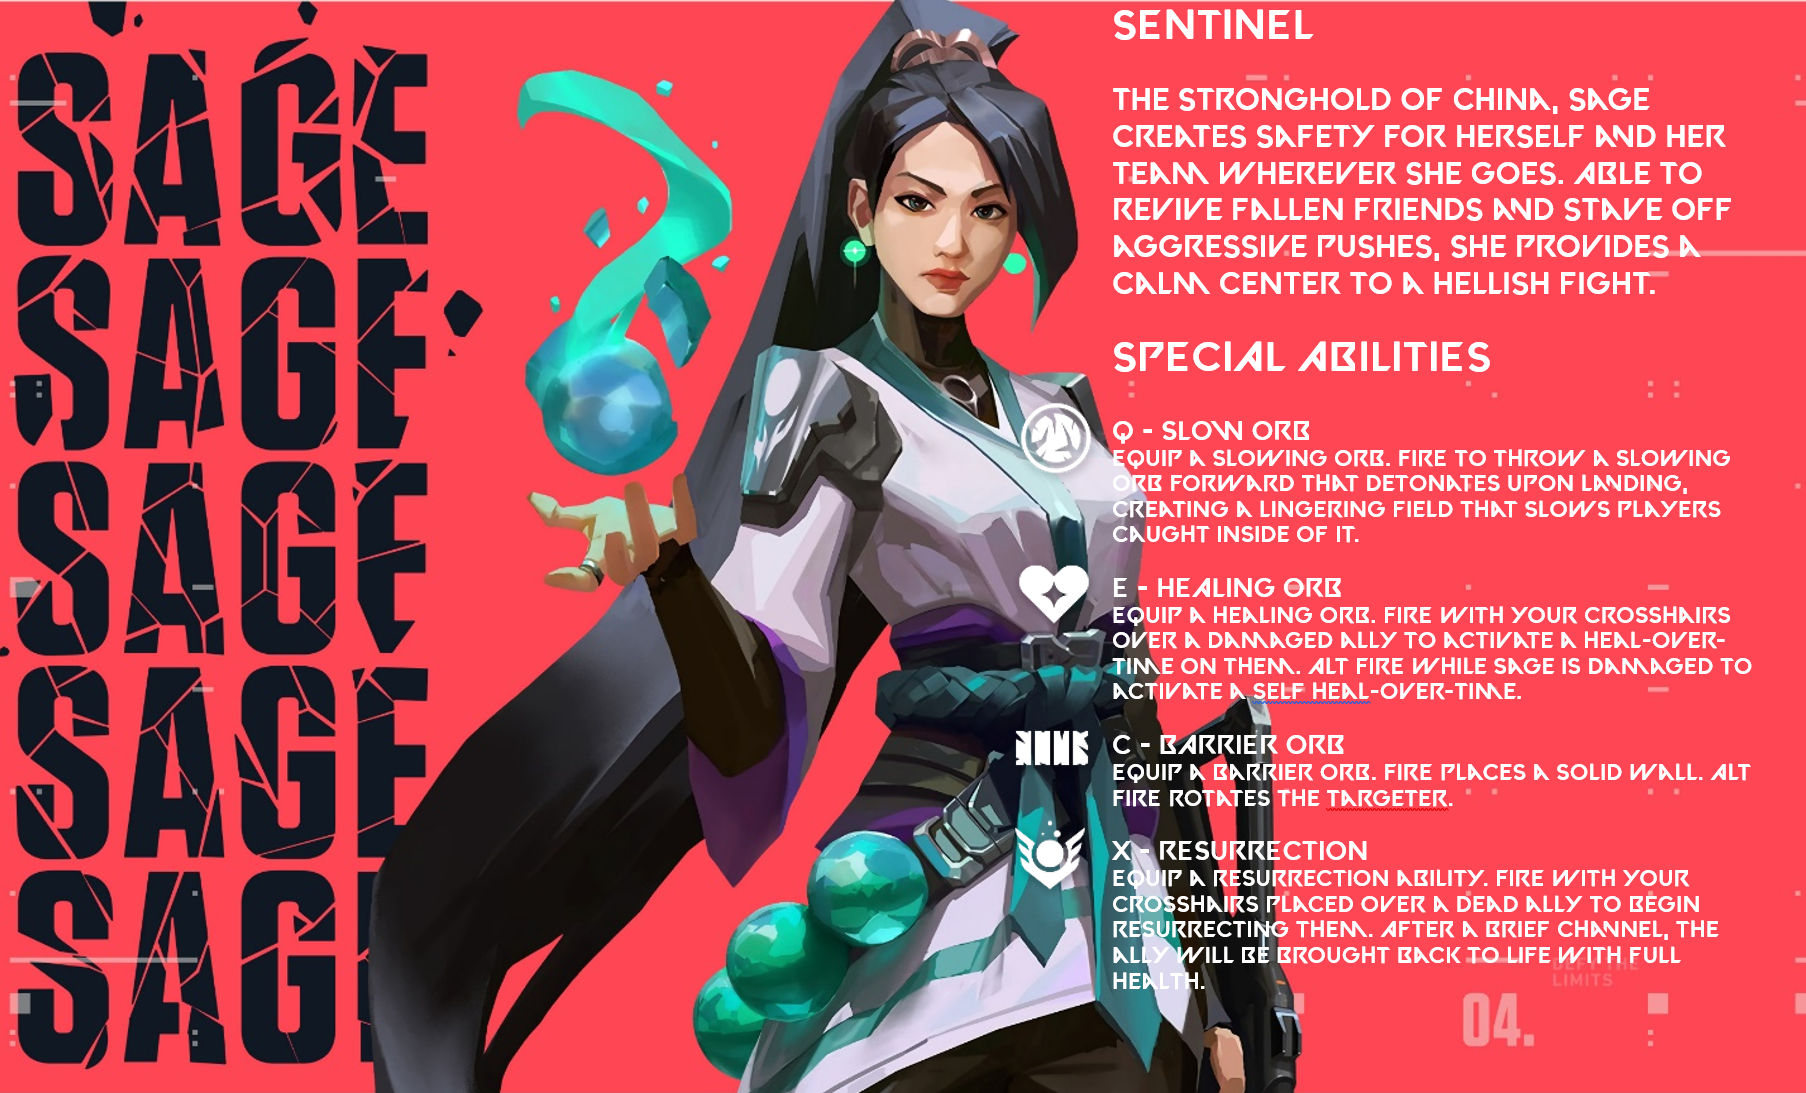 SAGE
SAGE
SAGE
SAGE
SAGE
SENTINEL
THE STRONGHOLD OF CHINA, SAGE
CREATES SAFETY FOR HERSELF AND HER
TEAM WHEREVER SHE GOES. ABLE TO
REVIVE FALLEN FRIENDS AND STAVE OFF
AGGRESSIVE PUSHES, SHE PROVIDES A
CALM CENTER TO A HELLISH FIGHT.
SPECIAL ABILITIES
Q - SLOW ORB
EQUIP A SLOWING ORB. FIRE TO THROW A SLOWING
ORB FORWARD THAT DETONATES UPON LANDING,
CREATING A LINGERING FIELD THAT SLOWS PLAYERS
CAUGHT INSIDE OF IT.
E - HEALING ORB
EQUIP A HEALING ORB. FIRE WITH YOUR CROSSHAIRS
OVER A DAMAGED ALLY TO ACTIVATE A HEAL-OVER-
TIME ON THEM. ALT FIRE WHILE SAGE IS DAMAGED TO
ACTIVATE A SELF HEAL-OVER-TIME.
C - BARRIER ORB
EQUIP A BARRIER ORB. FIRE PLACES A SOLID WALL. ALT
FIRE ROTATES THE TARGETER.
X - RESURRECTION
EQUIP A RESURRECTION ABILITY. FIRE WITH YOUR
CROSSHAIRS PLACED OVER A DEAD ALLY TO BEGIN
RESURRECTING THEM. AFTER A BRIEF CHANNEL, THE
ALLY WILL BE BROUGHT BACK TO LIFE WITH FULL
HEALTH.
DEFY THE
LIMITS
04.